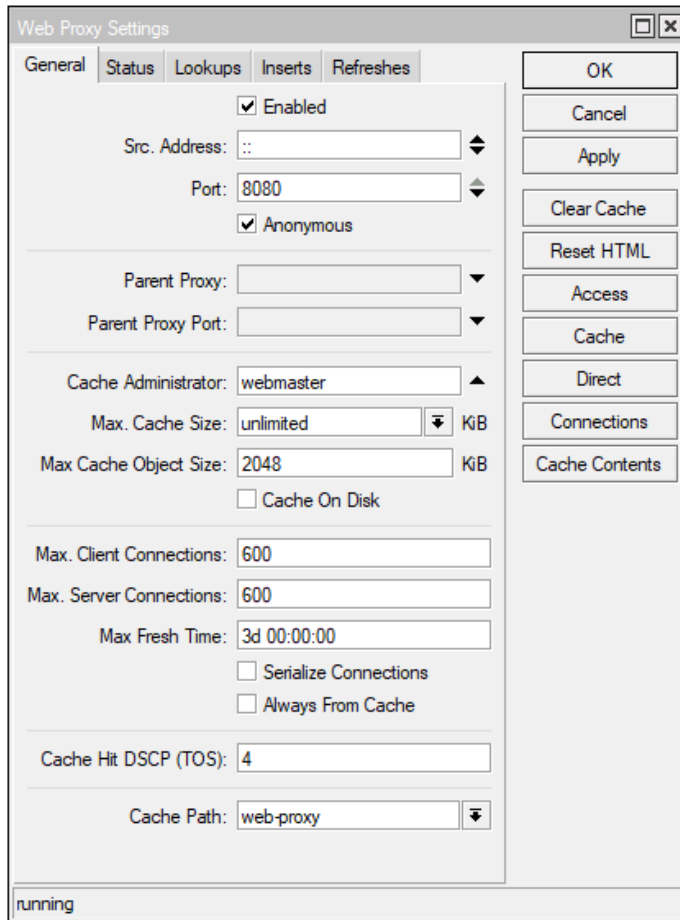 Web Proxy Settings
General Status Lookups Inserts Refreshes
Enabled
Src. Address: ::
Port: 8080
Anonymous
Parent Proxy:
Parent Proxy Port:
Cache Administrator: webmaster
Max. Cache Size: unlimited KiB
Max Cache Object Size: 2048 KiB
Cache On Disk
Max. Client Connections: 600
Max. Server Connections: 600
Max Fresh Time: 3d 00:00:00
Serialize Connections
Always From Cache
Cache Hit DSCP (TOS): 4
Cache Path: web-proxy
OK
Cancel
Apply
Clear Cache
Reset HTML
Access
Cache
Direct
Connections
Cache Contents
running